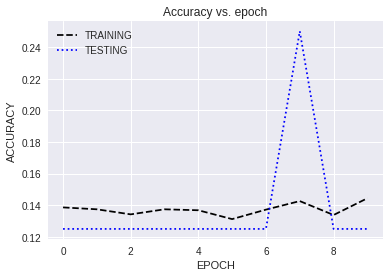 Accuracy vs. epoch
TRAINING
TESTING
ACCURACY
0.24
0.22
0.20
0.18
0.16
0.14
0.12
0 2 4 6 8
EPOCH